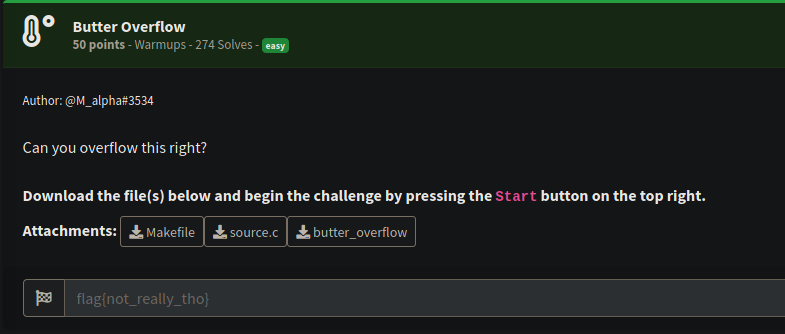 Butter Overflow
50 points - Warmups - 274 Solves - easy
Author: @M_alpha#3534
Can you overflow this right?
Download the file(s) below and begin the challenge by pressing the Start button on the top right.
Attachments: Makefile source.c butter_overflow
flag{not_really_tho}